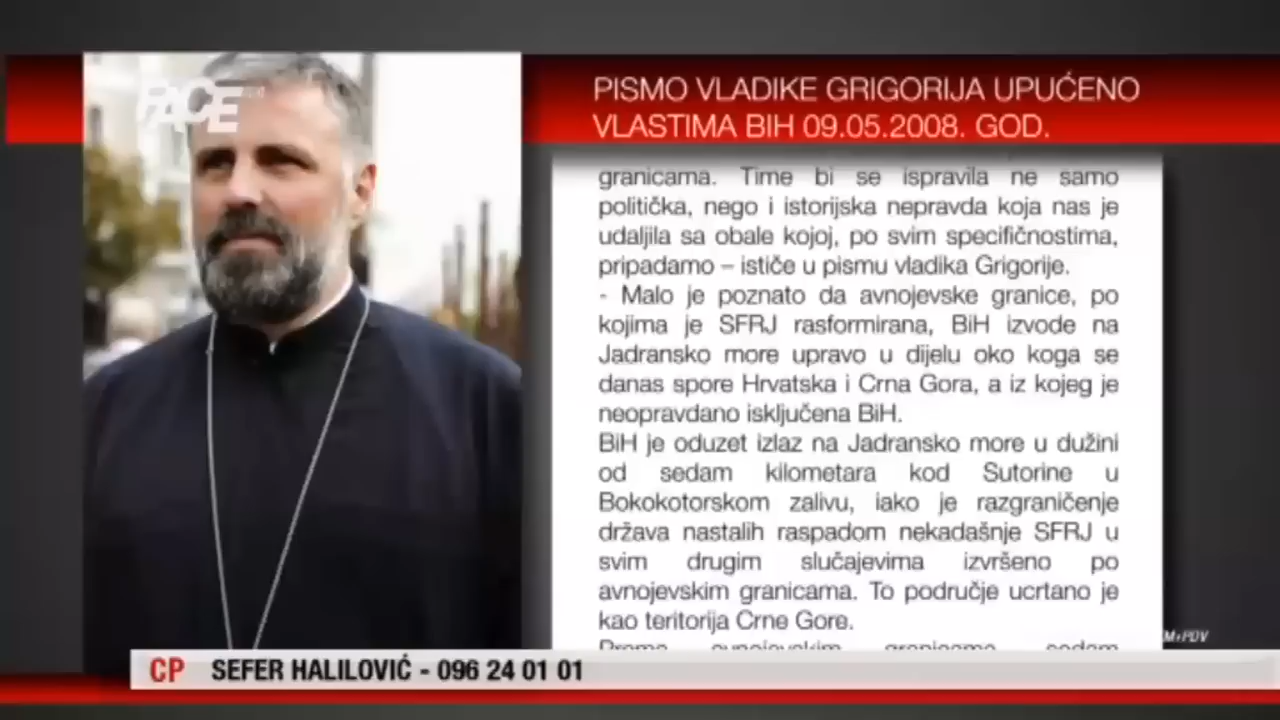 FACE
PISMO VLADIKE GRIGORIJA UPUĆENO
VLASTIMA BIH 09.05.2008. GOD.
granicama. Time bi se ispravila ne samo
politička, nego i istorijska nepravda koja nas je
udaljila sa obale kojoj, po svim specifičnostima,
pripadamo – ističe u pismu vladika Grigorije.
- Malo je poznato da avnojevske granice, po
kojima je SFRJ rasformirana, BiH izvode na
Jadransko more upravo u dijelu oko koga se
danas spore Hrvatska i Crna Gora, a iz kojeg je
neopravdano isključena BiH.
BiH je oduzet izlaz na Jadransko more u dužini
od sedam kilometara kod Sutorine u
Bokokotorskom zalivu, iako je razgraničenje
država nastalih raspadom nekadašnje SFRJ u
svim drugim slučajevima izvršeno po
avnojevskim granicama. To područje ucrtano je
kao teritorija Crne Gore.
M+PDV
CP SEFER HALILOVIĆ - 096 24 01 01